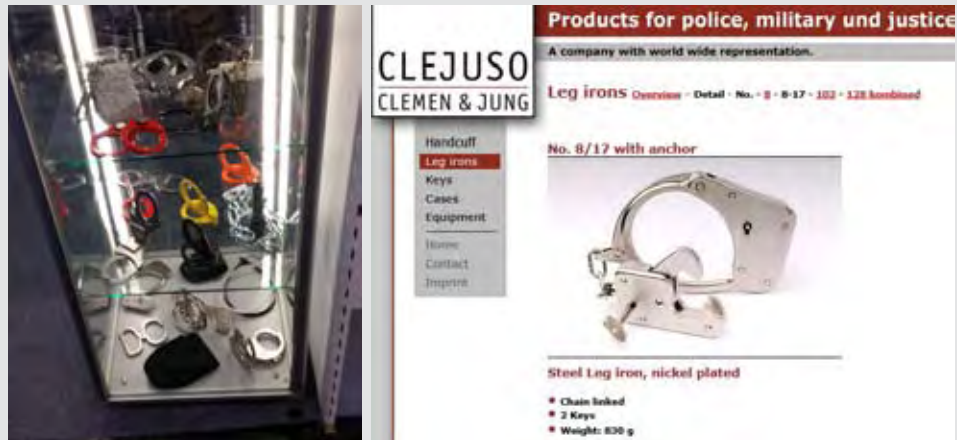 Products for police, military und justice
A company with world wide representation.
CLEJUSO
CLEMEN & JUNG
Leg irons Overview - Detail - No. - 8 - 8-17 - 102 - 128 kombined
Handcuff
Leg irons
Keys
Cases
Equipment
Home
Contact
Imprint
No. 8/17 with anchor
Steel Leg iron, nickel plated
• Chain linked
• 2 Keys
• Weight: 830 g